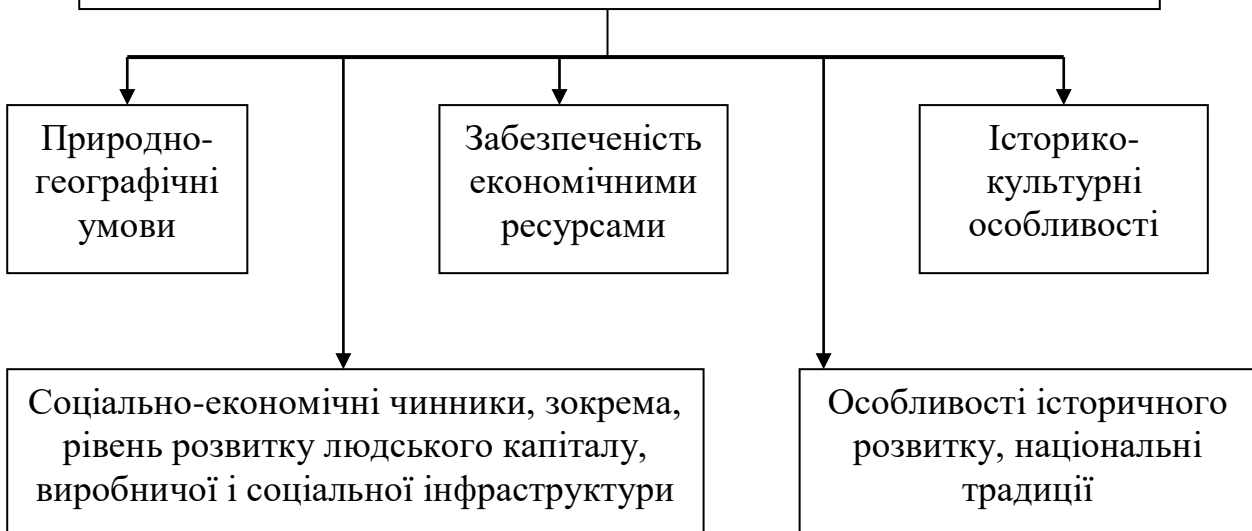 Природно-
географічні
умови
Забезпеченість
економічними
ресурсами
Історико-
культурні
особливості
Соціально-економічні чинники, зокрема,
рівень розвитку людського капіталу,
виробничої і соціальної інфраструктури
Особливості історичного
розвитку, національні
традиції